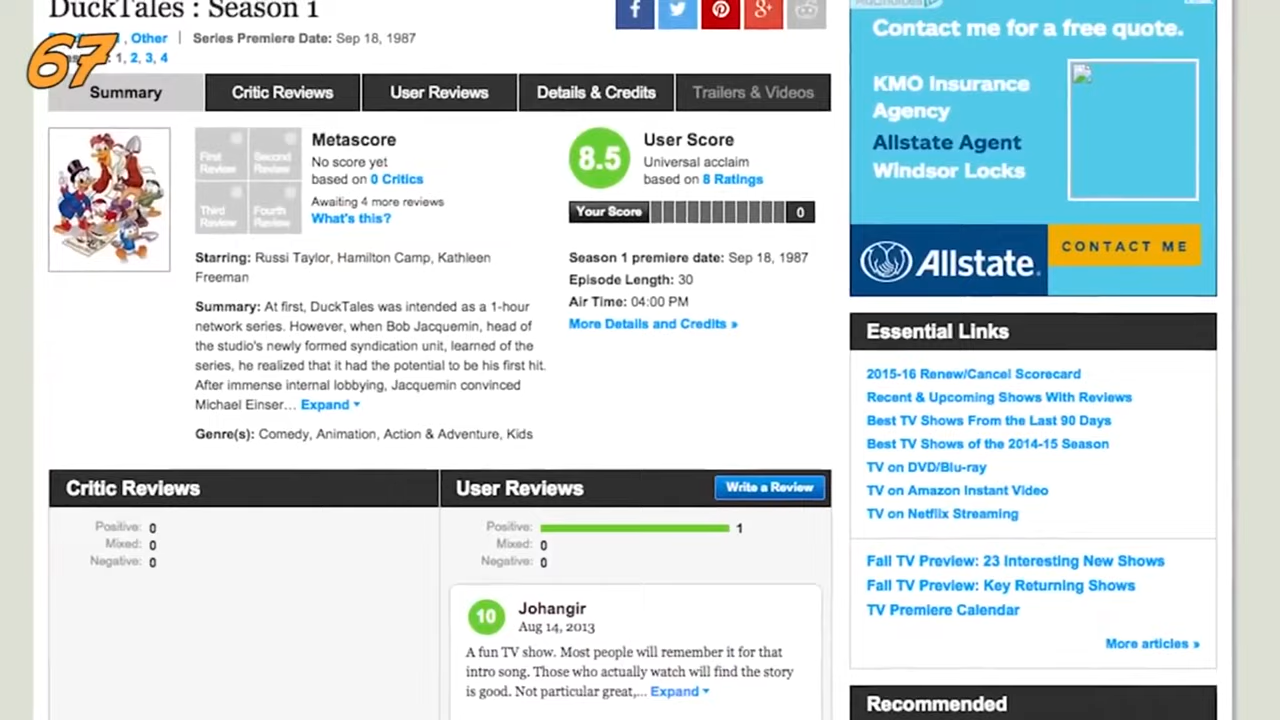 DuckTales : Season 1
67
, Other | Series Premiere Date: Sep 18, 1987
: 1, 2, 3, 4
Summary
Critic Reviews
User Reviews
Details & Credits
Trailers & Videos
First Review
Second Review
Third Review
Fourth Review
Metascore
No score yet
based on 0 Critics
Awaiting 4 more reviews
What's this?
8.5
User Score
Universal acclaim
based on 8 Ratings
Your Score 0
Starring: Russi Taylor, Hamilton Camp, Kathleen
Freeman
Summary: At first, DuckTales was intended as a 1-hour
network series. However, when Bob Jacquemin, head of
the studio's newly formed syndication unit, learned of the
series, he realized that it had the potential to be his first hit.
After immense internal lobbying, Jacquemin convinced
Michael Einser... Expand
Genre(s): Comedy, Animation, Action & Adventure, Kids
Season 1 premiere date: Sep 18, 1987
Episode Length: 30
Air Time: 04:00 PM
More Details and Credits »
Critic Reviews
Positive: 0
Mixed: 0
Negative: 0
User Reviews
Write a Review
Positive: 1
Mixed: 0
Negative: 0
10
Johangir
Aug 14, 2013
A fun TV show. Most people will remember it for that
intro song. Those who actually watch will find the story
is good. Not particular great,... Expand
Contact me for a free quote.
KMO Insurance
Agency
Allstate Agent
Windsor Locks
Allstate.
CONTACT ME
Essential Links
2015-16 Renew/Cancel Scorecard
Recent & Upcoming Shows With Reviews
Best TV Shows From the Last 90 Days
Best TV Shows of the 2014-15 Season
TV on DVD/Blu-ray
TV on Amazon Instant Video
TV on Netflix Streaming
Fall TV Preview: 23 Interesting New Shows
Fall TV Preview: Key Returning Shows
TV Premiere Calendar
More articles »
Recommended